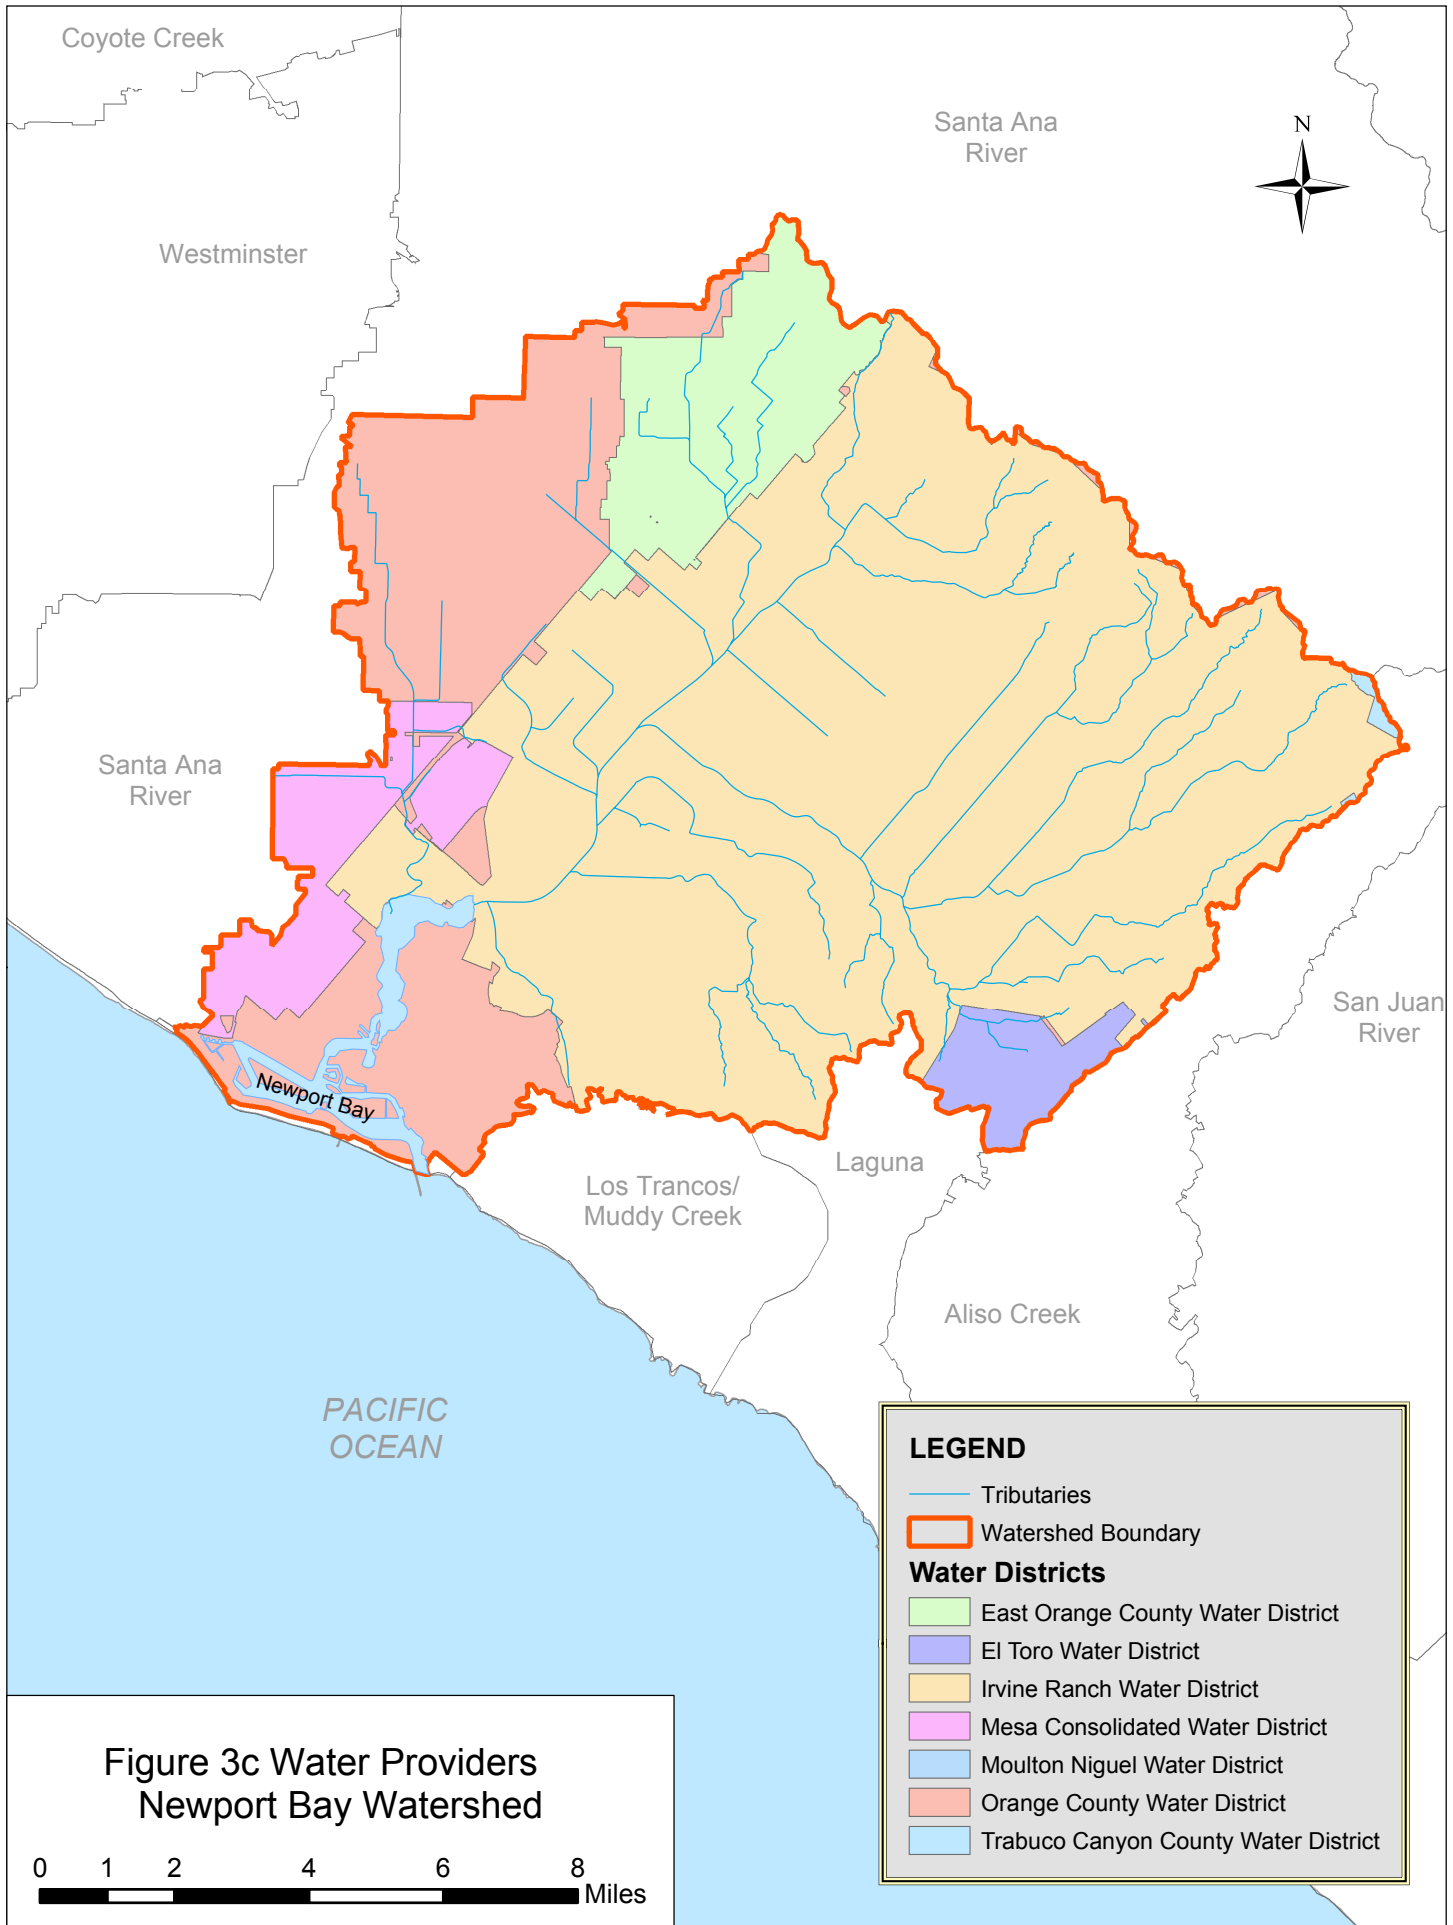 Coyote Creek
Santa Ana
River
N
Westminster
Santa Ana
River
San Juan
River
Newport Bay
Laguna
Los Trancos/
Muddy Creek
Aliso Creek
PACIFIC
OCEAN
LEGEND
Tributaries
Watershed Boundary
Water Districts
East Orange County Water District
El Toro Water District
Irvine Ranch Water District
Mesa Consolidated Water District
Moulton Niguel Water District
Orange County Water District
Trabuco Canyon County Water District
Figure 3c Water Providers
Newport Bay Watershed
0 1 2 4 6 8
Miles